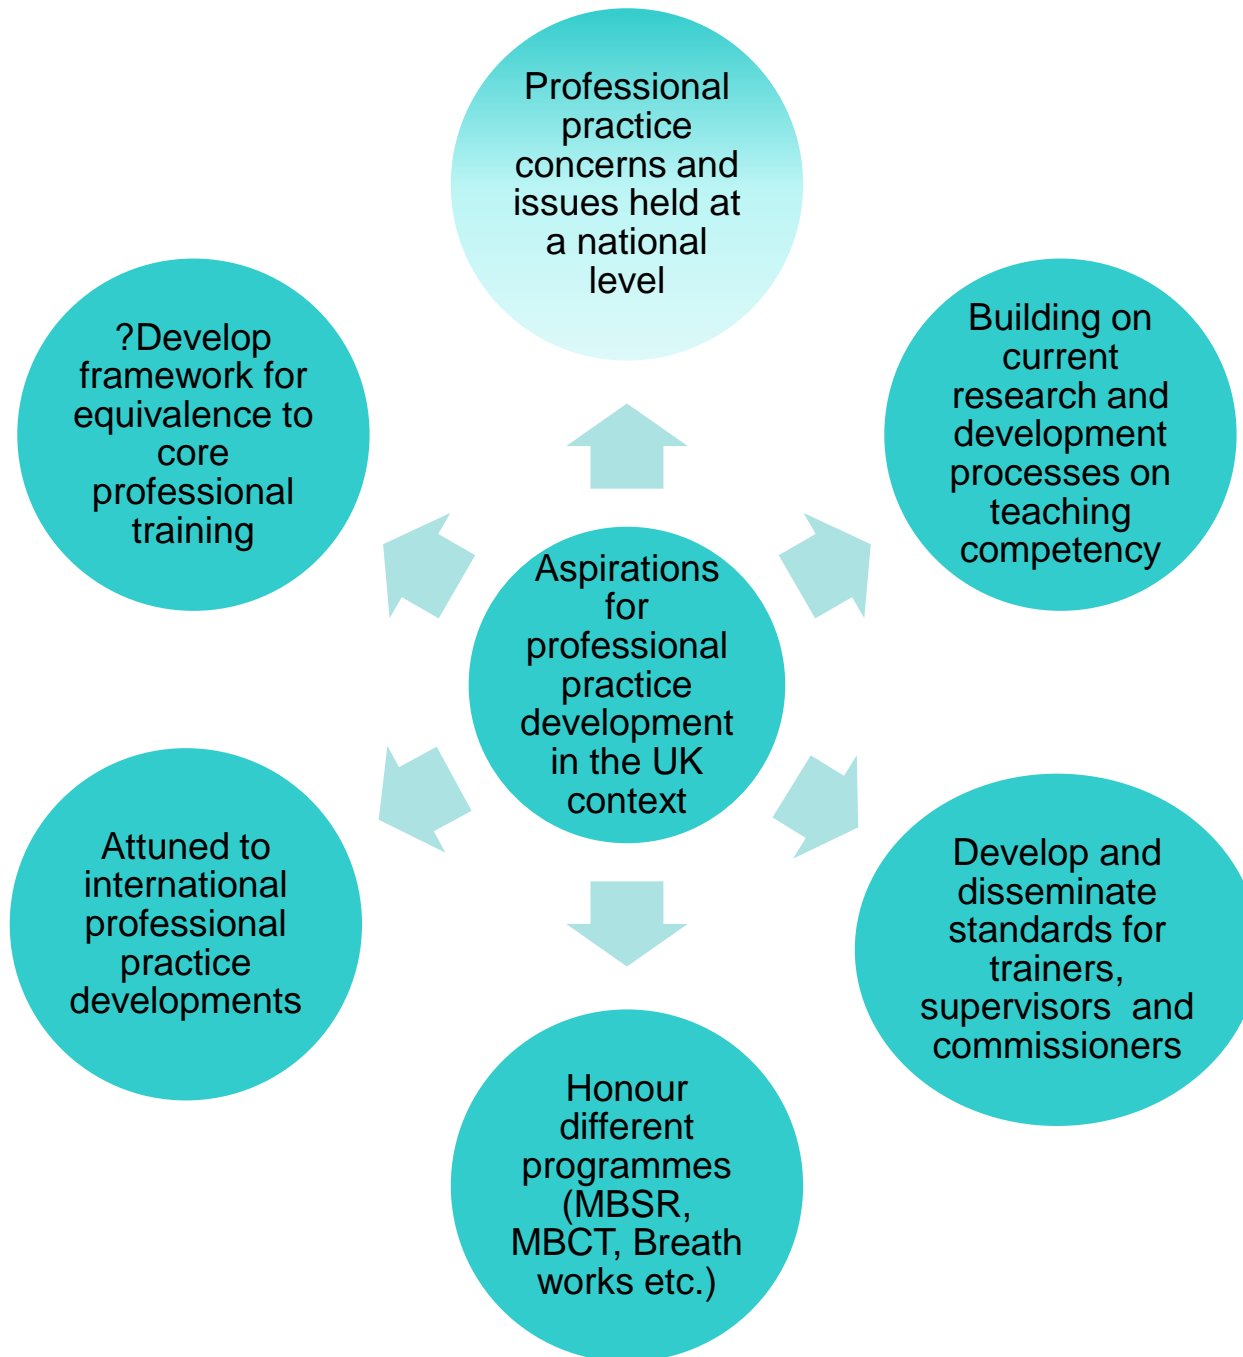 Professional
practice
concerns and
issues held at
a national
level
?Develop
framework for
equivalence to
core
professional
training
Building on
current
research and
development
processes on
teaching
competency
Aspirations
for
professional
practice
development
in the UK
context
Attuned to
international
professional
practice
developments
Develop and
disseminate
standards for
trainers,
supervisors  and
commissioners
Honour
different
programmes
(MBSR,
MBCT, Breath
works etc.)